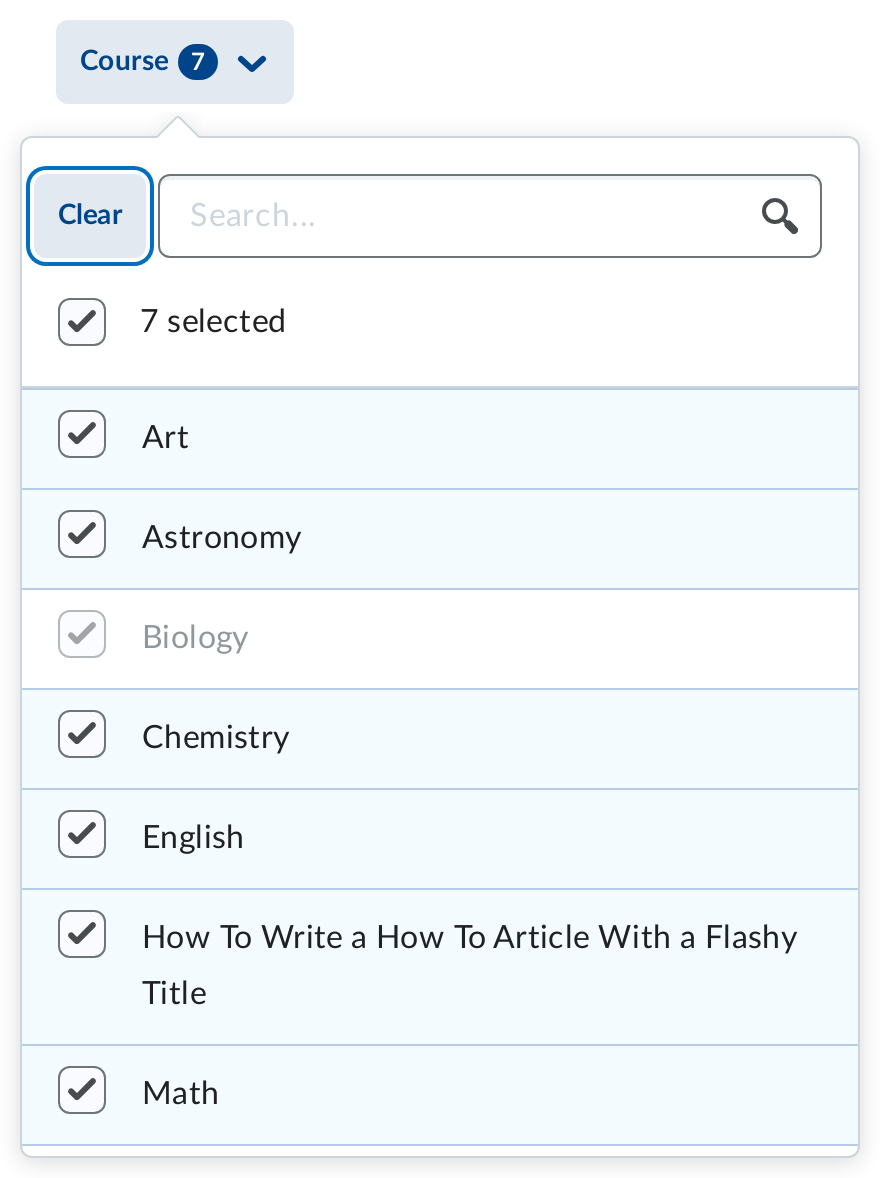 Course 7
Clear
Search...
7 selected
Art
Astronomy
Biology
Chemistry
English
How To Write a How To Article With a Flashy
Title
Math